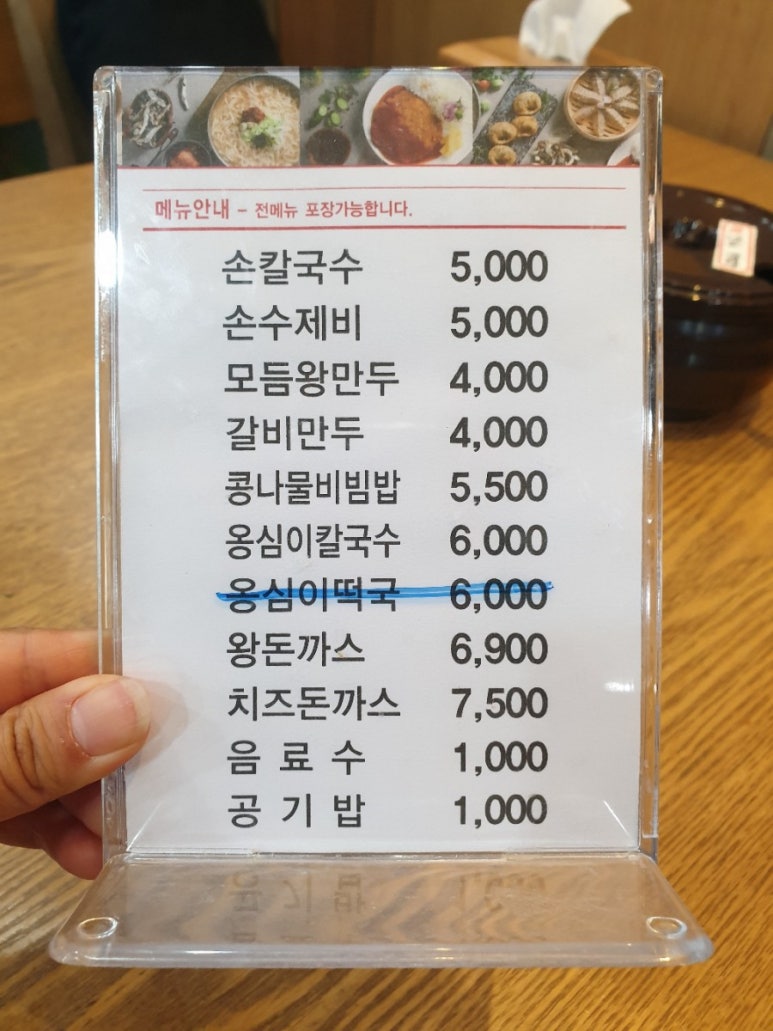 메뉴안내 - 전메뉴 포장가능합니다.
손칼국수 5,000
손수제비 5,000
모듬왕만두 4,000
갈비만두 4,000
콩나물비빔밥 5,500
옹심이칼국수 6,000
옹심이떡국 6,000
왕돈까스 6,900
치즈돈까스 7,500
음 료 수 1,000
공 기 밥 1,000